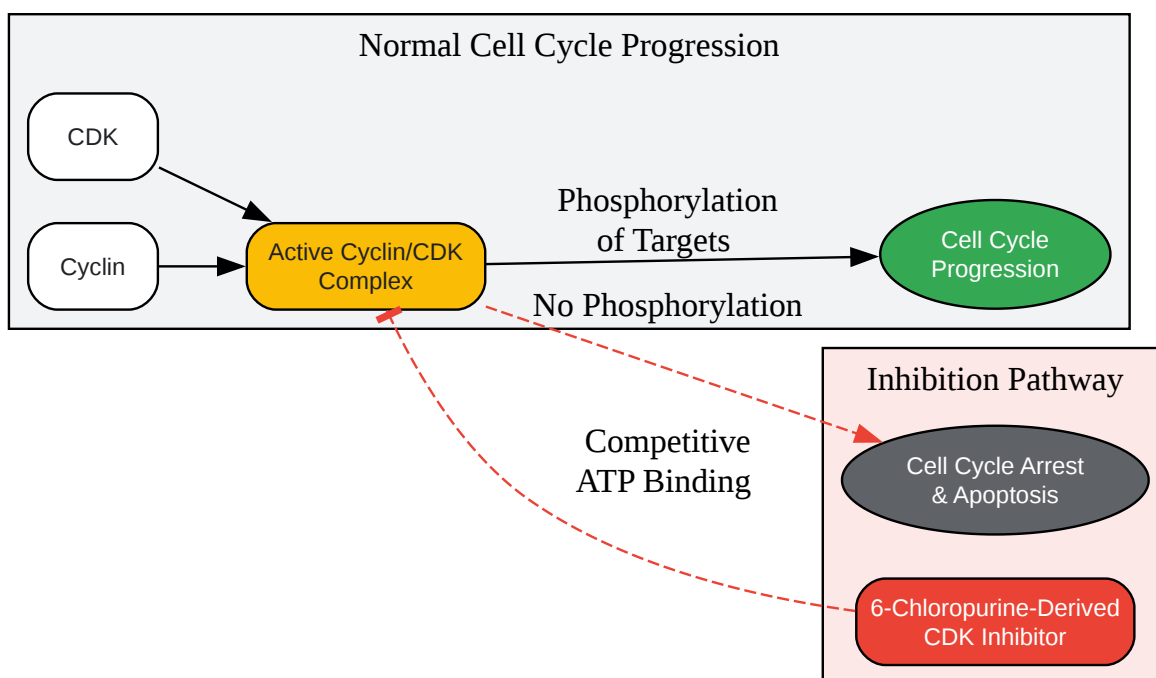 Normal Cell Cycle Progression
CDK
Cyclin
Active Cyclin/CDK
Complex
Phosphorylation
of Targets
Cell Cycle
Progression
No Phosphorylation
Inhibition Pathway
Competitive
ATP Binding
Cell Cycle Arrest
& Apoptosis
6-Chloropurine-Derived
CDK Inhibitor